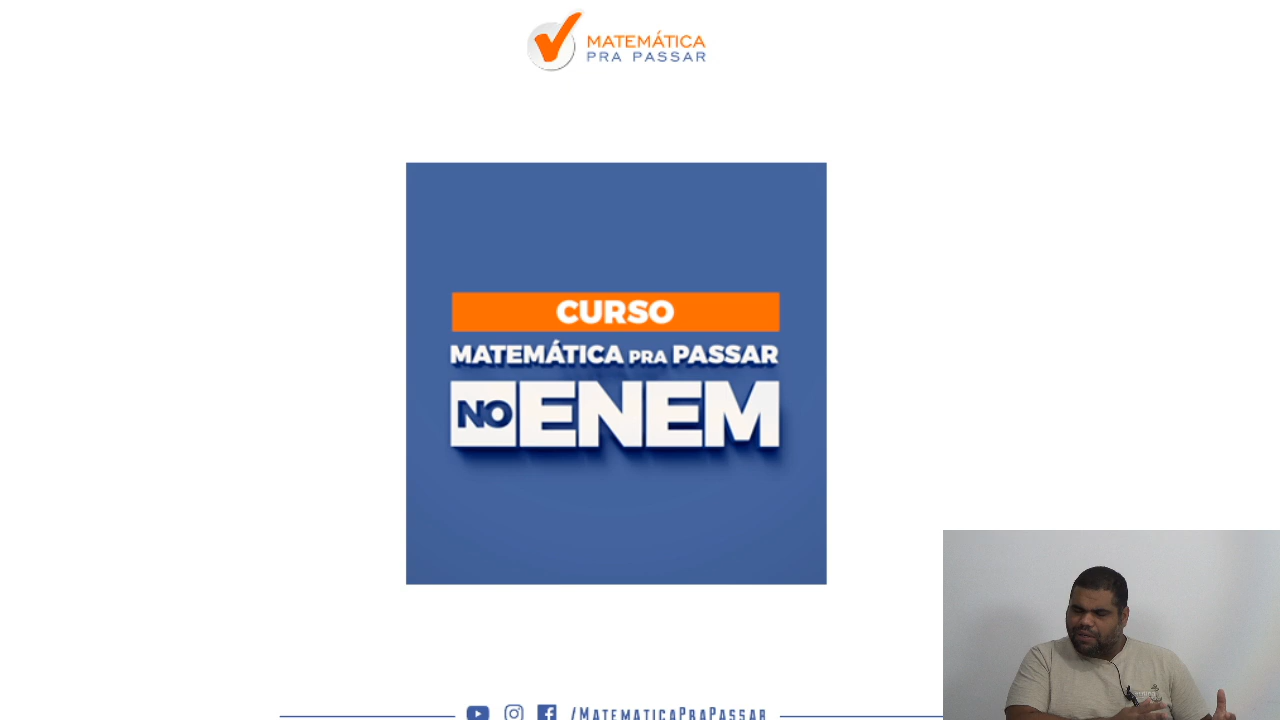 MATEMÁTICA
PRA PASSAR
CURSO
MATEMÁTICA PRA PASSAR
NO ENEM
/MATEMATICAPRAPASSAR